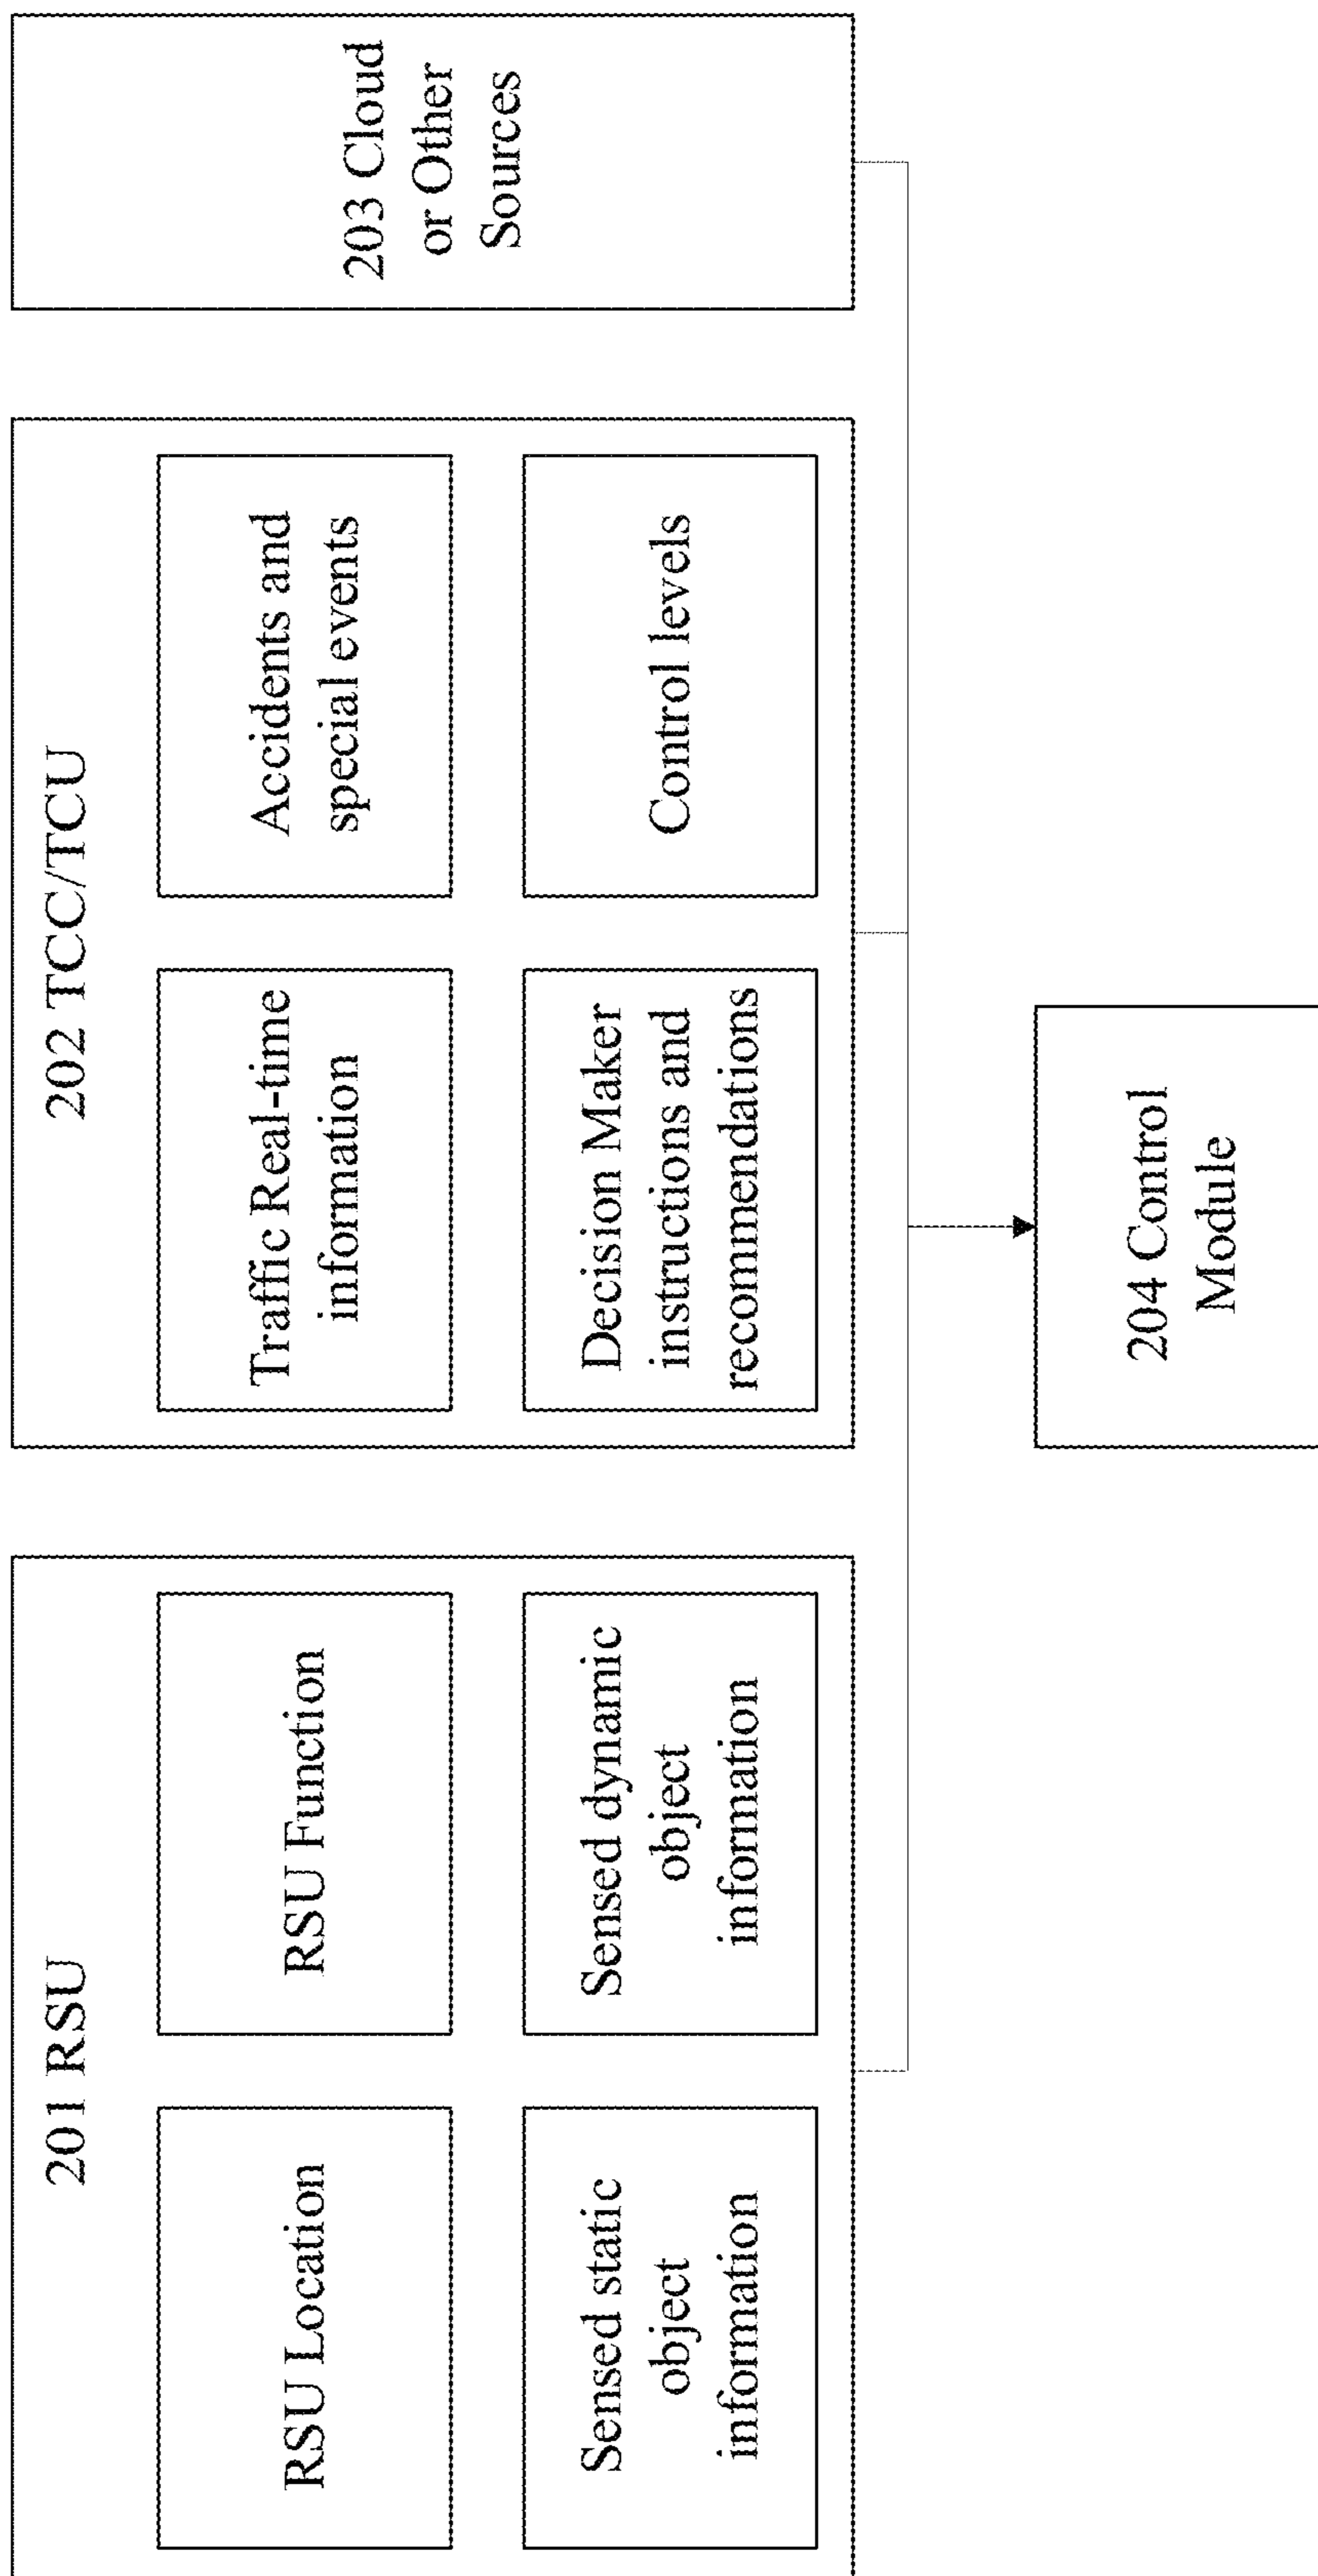 201 RSU
RSU Location
RSU Function
Sensed static
object
information
Sensed dynamic
object
information
202 TCC/TCU
Traffic Real-time
information
Accidents and
special events
Decision Maker
instructions and
recommendations
Control levels
203 Cloud
or Other
Sources
204 Control
Module